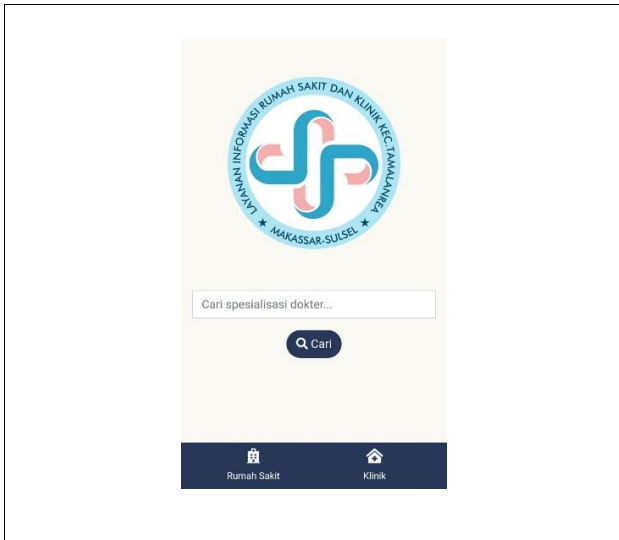 LAYANAN INFORMASI RUMAH SAKIT DAN KLINIK KEC.TAMALANREA
★ MAKASSAR-SULSEL ★
Cari spesialisasi dokter...
Cari
Rumah Sakit
Klinik